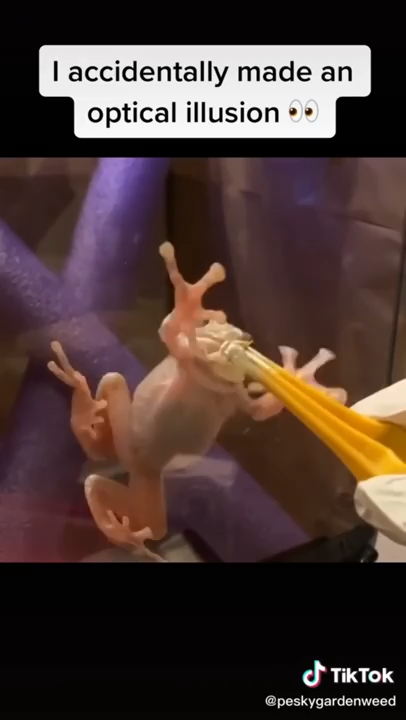 I accidentally made an
optical illusion 👀
TikTok
@peskygardenweed